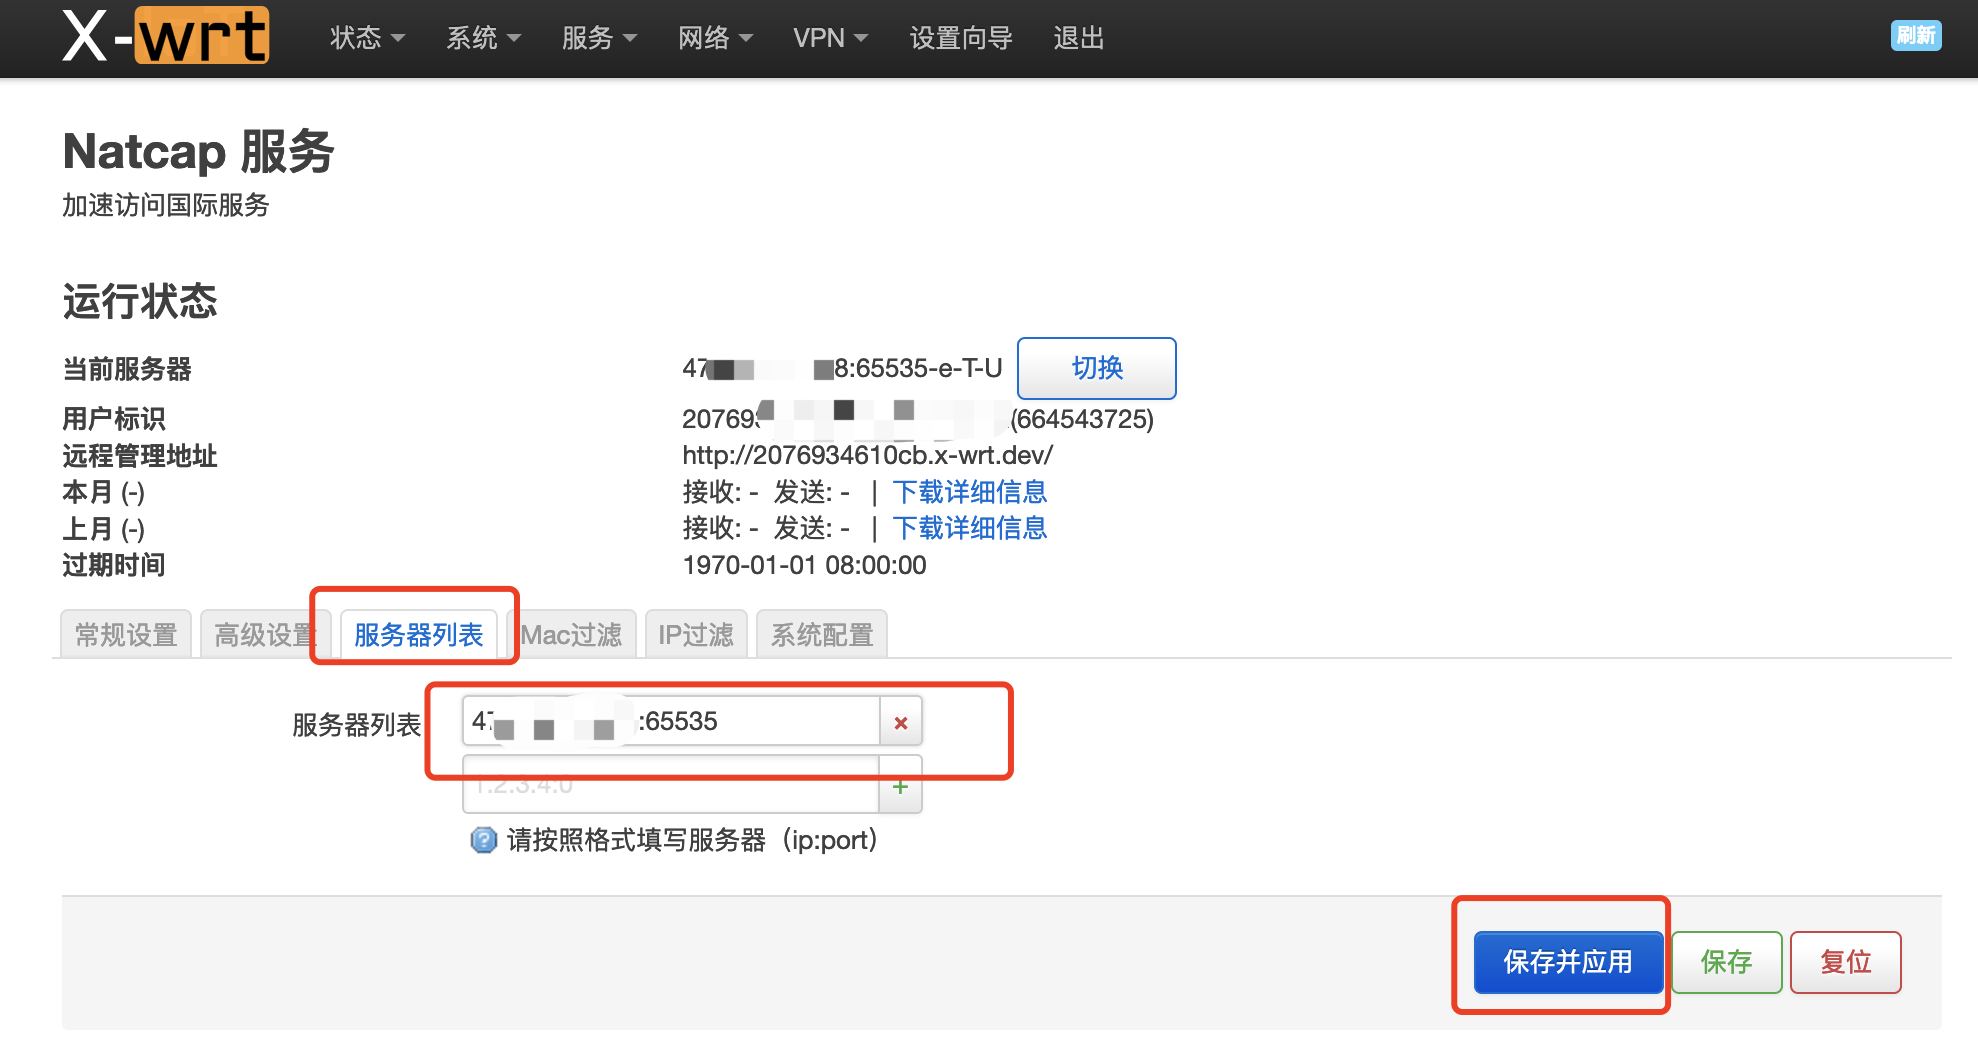 X-wrt 状态 系统 服务 网络 VPN 设置向导 退出 刷新
Natcap 服务
加速访问国际服务
运行状态
当前服务器 47 8:65535-e-T-U 切换
用户标识 20769 (664543725)
远程管理地址 http://2076934610cb.x-wrt.dev/
本月 (-) 接收: - 发送: - | 下载详细信息
上月 (-) 接收: - 发送: - | 下载详细信息
过期时间 1970-01-01 08:00:00
常规设置 高级设置 服务器列表 Mac过滤 IP过滤 系统配置
服务器列表 47 :65535 ×
1.2.3.4:0 +
请按照格式填写服务器（ip:port）
保存并应用 保存 复位